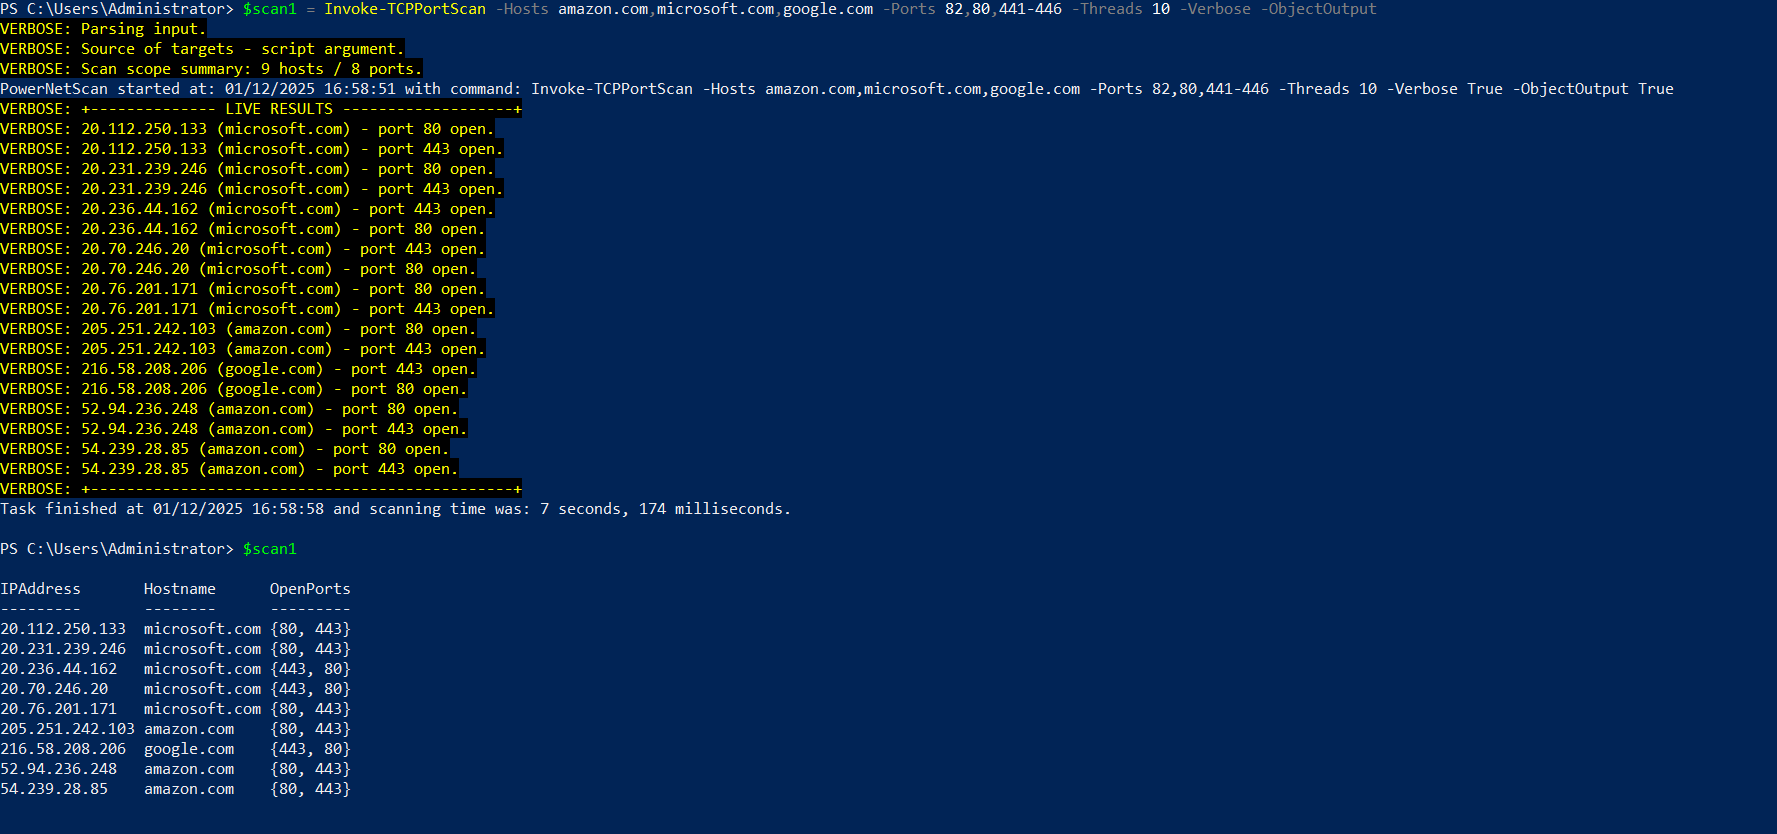 PS C:\Users\Administrator> $scan1 = Invoke-TCPPortScan -Hosts amazon.com,microsoft.com,google.com -Ports 82,80,441-446 -Threads 10 -Verbose -ObjectOutput
VERBOSE: Parsing input.
VERBOSE: Source of targets - script argument.
VERBOSE: Scan scope summary: 9 hosts / 8 ports.
PowerNetScan started at: 01/12/2025 16:58:51 with command: Invoke-TCPPortScan -Hosts amazon.com,microsoft.com,google.com -Ports 82,80,441-446 -Threads 10 -Verbose True -ObjectOutput True
VERBOSE: +-------------- LIVE RESULTS -------------------+
VERBOSE: 20.112.250.133 (microsoft.com) - port 80 open.
VERBOSE: 20.112.250.133 (microsoft.com) - port 443 open.
VERBOSE: 20.231.239.246 (microsoft.com) - port 80 open.
VERBOSE: 20.231.239.246 (microsoft.com) - port 443 open.
VERBOSE: 20.236.44.162 (microsoft.com) - port 443 open.
VERBOSE: 20.236.44.162 (microsoft.com) - port 80 open.
VERBOSE: 20.70.246.20 (microsoft.com) - port 443 open.
VERBOSE: 20.70.246.20 (microsoft.com) - port 80 open.
VERBOSE: 20.76.201.171 (microsoft.com) - port 80 open.
VERBOSE: 20.76.201.171 (microsoft.com) - port 443 open.
VERBOSE: 205.251.242.103 (amazon.com) - port 80 open.
VERBOSE: 205.251.242.103 (amazon.com) - port 443 open.
VERBOSE: 216.58.208.206 (google.com) - port 443 open.
VERBOSE: 216.58.208.206 (google.com) - port 80 open.
VERBOSE: 52.94.236.248 (amazon.com) - port 80 open.
VERBOSE: 52.94.236.248 (amazon.com) - port 443 open.
VERBOSE: 54.239.28.85 (amazon.com) - port 80 open.
VERBOSE: 54.239.28.85 (amazon.com) - port 443 open.
VERBOSE: +-----------------------------------------------+
Task finished at 01/12/2025 16:58:58 and scanning time was: 7 seconds, 174 milliseconds.
PS C:\Users\Administrator> $scan1
IPAddress       Hostname      OpenPorts
---------       --------      ---------
20.112.250.133  microsoft.com {80, 443}
20.231.239.246  microsoft.com {80, 443}
20.236.44.162   microsoft.com {443, 80}
20.70.246.20    microsoft.com {443, 80}
20.76.201.171   microsoft.com {80, 443}
205.251.242.103 amazon.com    {80, 443}
216.58.208.206  google.com    {443, 80}
52.94.236.248   amazon.com    {80, 443}
54.239.28.85    amazon.com    {80, 443}